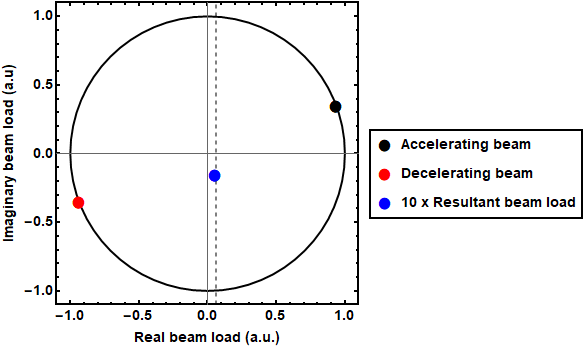 1.0
0.5
0.0
−0.5
−1.0
−1.0 −0.5 0.0 0.5 1.0
Imaginary beam load (a.u)
Real beam load (a.u.)
Accelerating beam
Decelerating beam
10 x Resultant beam load